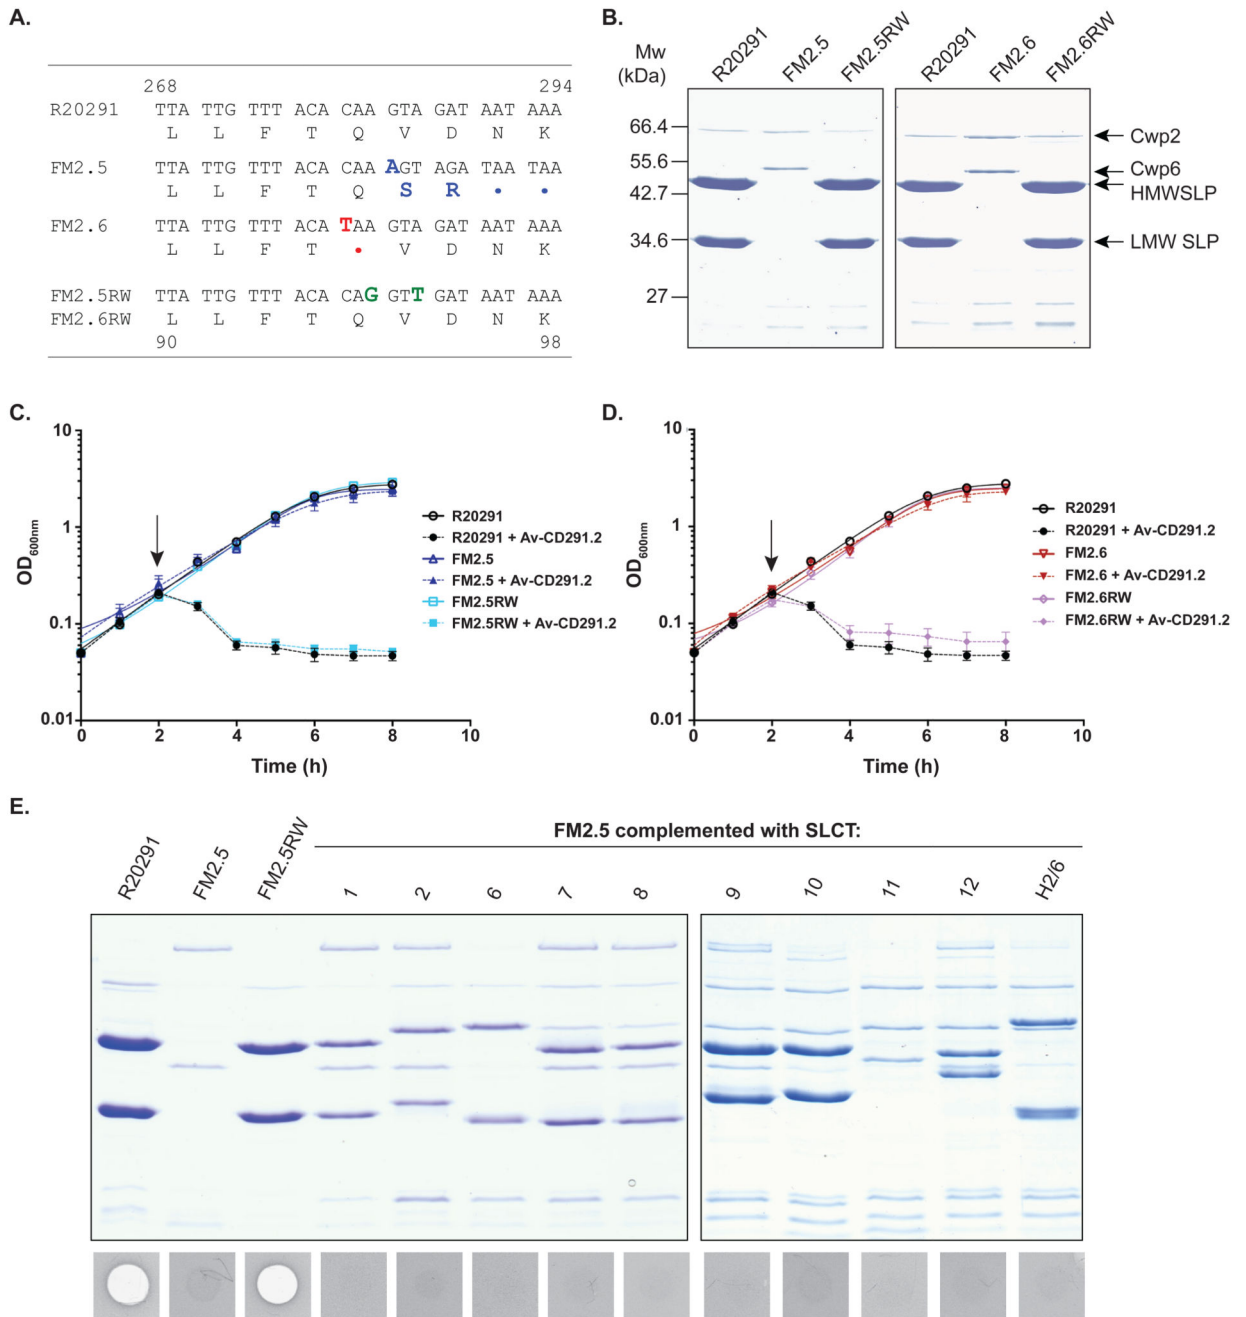 A.
268 294
R20291 TTA TTG TTT ACA CAA GTA GAT AAT AAA
L L F T Q V D N K
FM2.5 TTA TTG TTT ACA CAA AGTAGATAATAA
L L F T Q S R • •
FM2.6 TTA TTG TTT ACA TAA GTA GAT AAT AAA
L L F T • V D N K
FM2.5RW TTA TTG TTT ACA CAG GTT GAT AAT AAA
FM2.6RW L L F T Q V D N K
90 98
B.
Mw
(kDa)
R20291
FM2.5
FM2.5RW
R20291
FM2.6
FM2.6RW
66.4
55.6
42.7
34.6
27
Cwp2
Cwp6
HMWSLP
LMW SLP
C.
OD600nm
10
1
0.1
0.01
0 2 4 6 8 10
Time (h)
R20291
R20291 + Av-CD291.2
FM2.5
FM2.5 + Av-CD291.2
FM2.5RW
FM2.5RW + Av-CD291.2
D.
OD600nm
10
1
0.1
0.01
0 2 4 6 8 10
Time (h)
R20291
R20291 + Av-CD291.2
FM2.6
FM2.6 + Av-CD291.2
FM2.6RW
FM2.6RW + Av-CD291.2
E.
FM2.5 complemented with SLCT:
R20291 FM2.5 FM2.5RW 1 2 6 7 8 9 10 11 12 H2/6